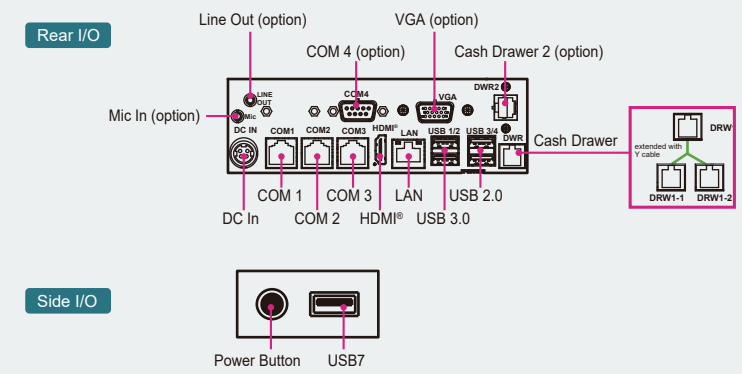 Rear I/O
Line Out (option)
VGA (option)
COM 4 (option)
Cash Drawer 2 (option)
Mic In (option)
LINE
OUT
Mic
COM4
VGA
DWR2
DC IN
COM1
COM2
COM3
HDMI®
LAN
USB 1/2
USB 3/4
DWR
Cash Drawer
DC In
COM 1
COM 2
COM 3
HDMI®
LAN
USB 3.0
USB 2.0
extended with
Y cable
DRW1-1
DRW1-2
Side I/O
Power Button
USB7